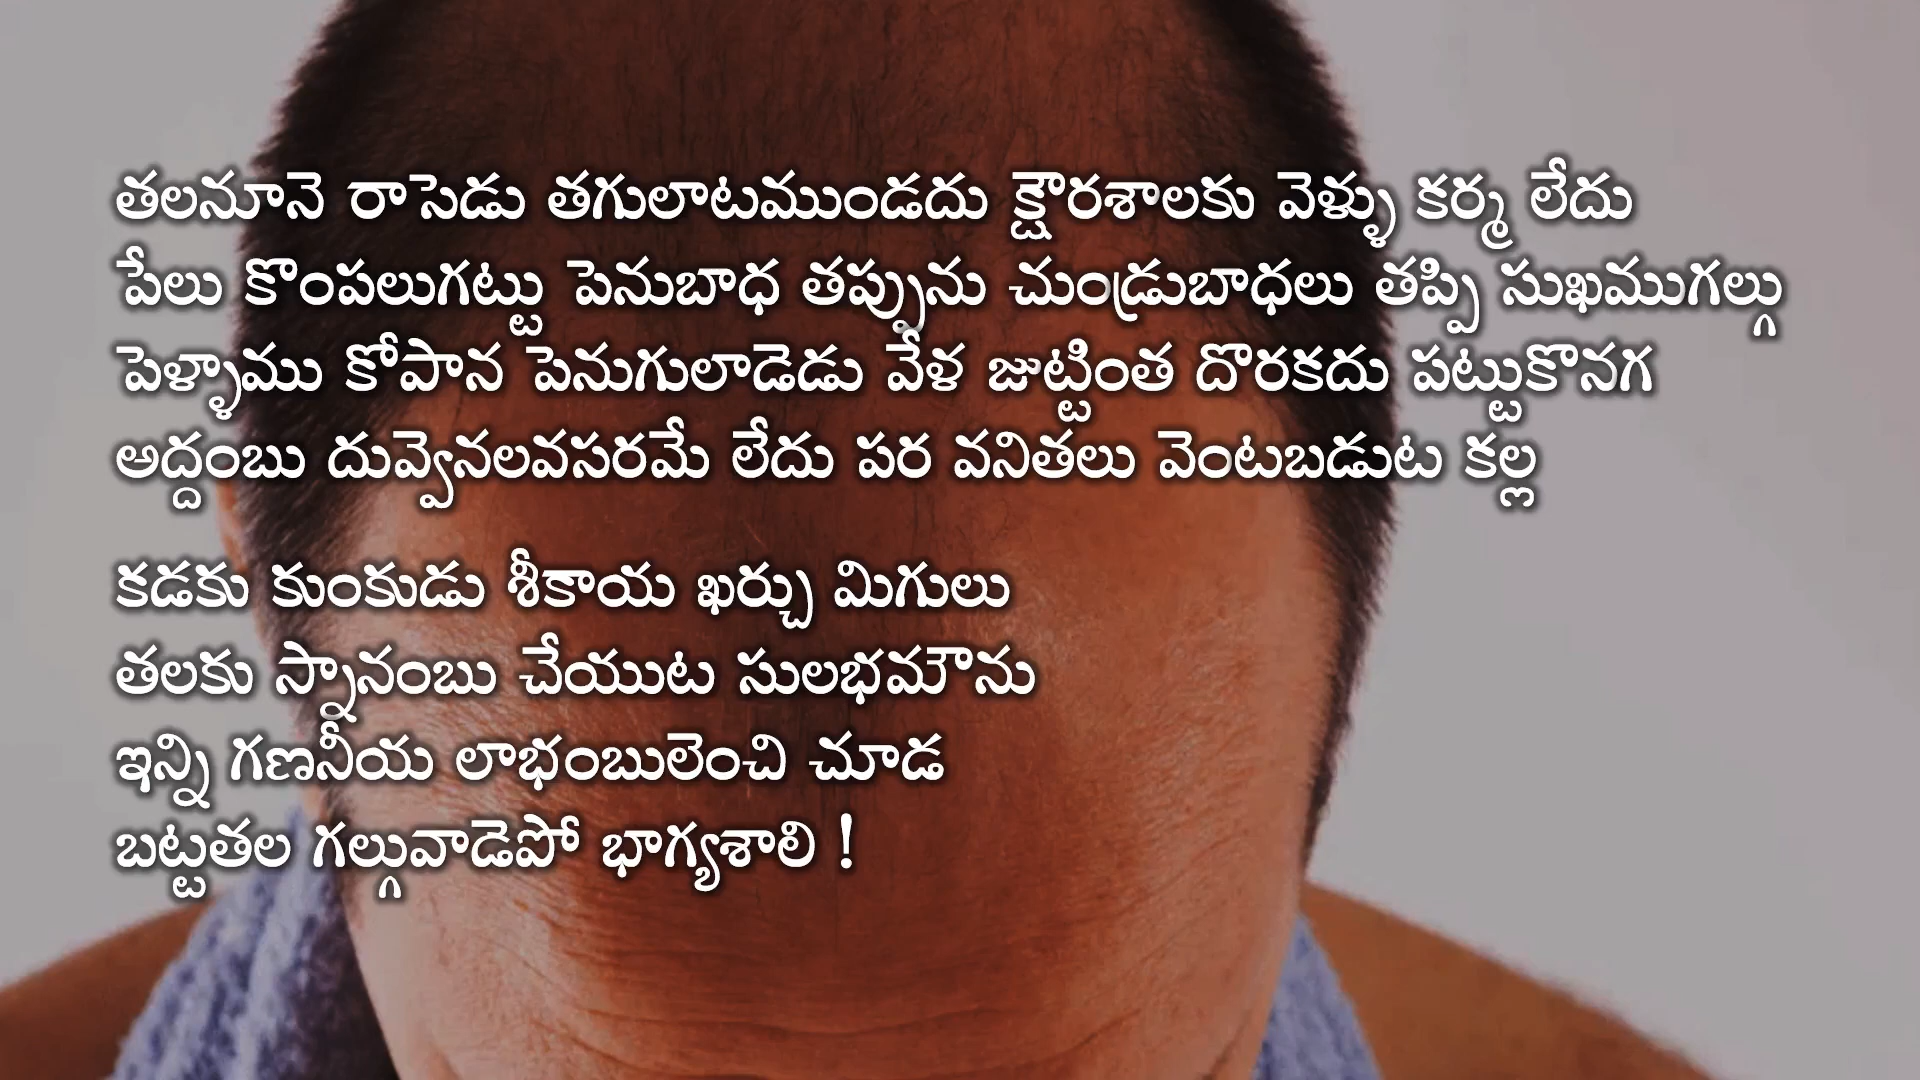 తలనూనె రాసెడు తగులాటముండదు క్షౌరశాలకు వెళ్ళు కర్మ లేదు
పేలు కొంపలుగట్టు పెనుబాధ తప్పును చుండ్రుబాధలు తప్పి సుఖముగల్గు
పెళ్ళాము కోపాన పెనుగులాడెడు వేళ జుట్టింత దొరకదు పట్టుకొనగ
అద్దంబు దువ్వెనలవసరమే లేదు పర వనితలు వెంటబడుట కల్ల
కడకు కుంకుడు శీకాయ ఖర్చు మిగులు
తలకు స్నానంబు చేయుట సులభమౌను
ఇన్ని గణనీయ లాభంబులెంచి చూడ
బట్టతల గల్గువాడెపో భాగ్యశాలి !